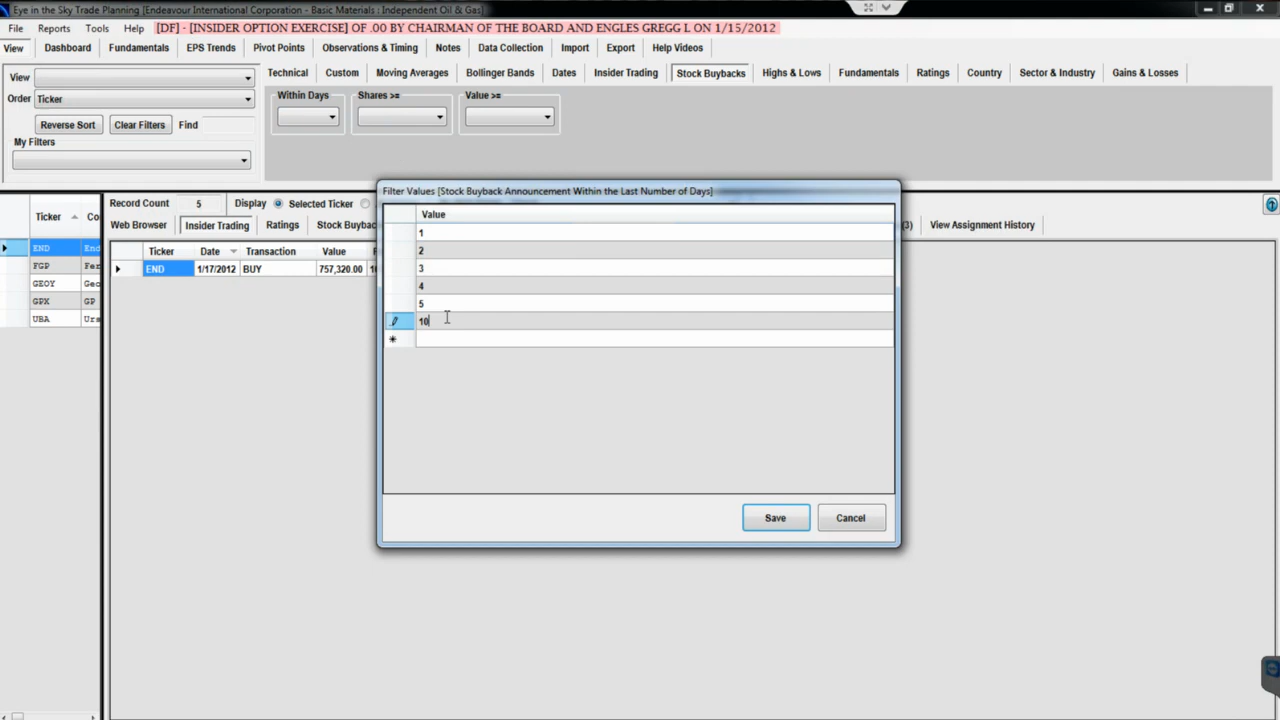 Eye in the Sky Trade Planning [Endeavour International Corporation - Basic Materials : Independent Oil & Gas]
File Reports Tools Help [DF] - [INSIDER OPTION EXERCISE] OF .00 BY CHAIRMAN OF THE BOARD AND ENGLES GREGG L ON 1/15/2012
View Dashboard Fundamentals EPS Trends Pivot Points Observations & Timing Notes Data Collection Import Export Help Videos
View
Order Ticker
Reverse Sort Clear Filters Find
My Filters
Technical Custom Moving Averages Bollinger Bands Dates Insider Trading Stock Buybacks Highs & Lows Fundamentals Ratings Country Sector & Industry Gains & Losses
Within Days Shares >= Value >=
Ticker
END
FGP
GEOY
GPX GP
UBA
Record Count 5 Display Selected Ticker
Web Browser Insider Trading Ratings (3) View Assignment History
Ticker Date Transaction Value
END 1/17/2012 BUY 757,320.00
Filter Values [Stock Buyback Announcement Within the Last Number of Days]
Value
1
2
3
4
5
10
Save Cancel